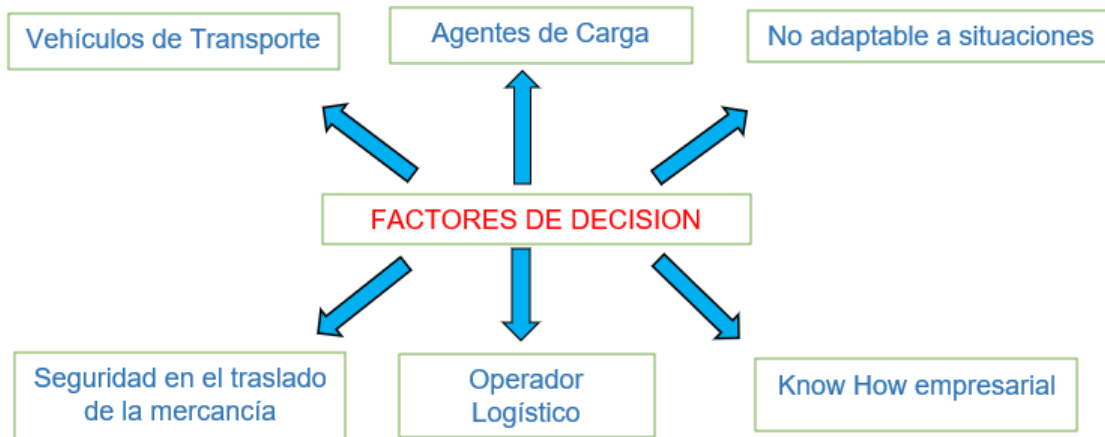 Vehículos de Transporte
Agentes de Carga
No adaptable a situaciones
FACTORES DE DECISION
Seguridad en el traslado
de la mercancía
Operador
Logístico
Know How empresarial